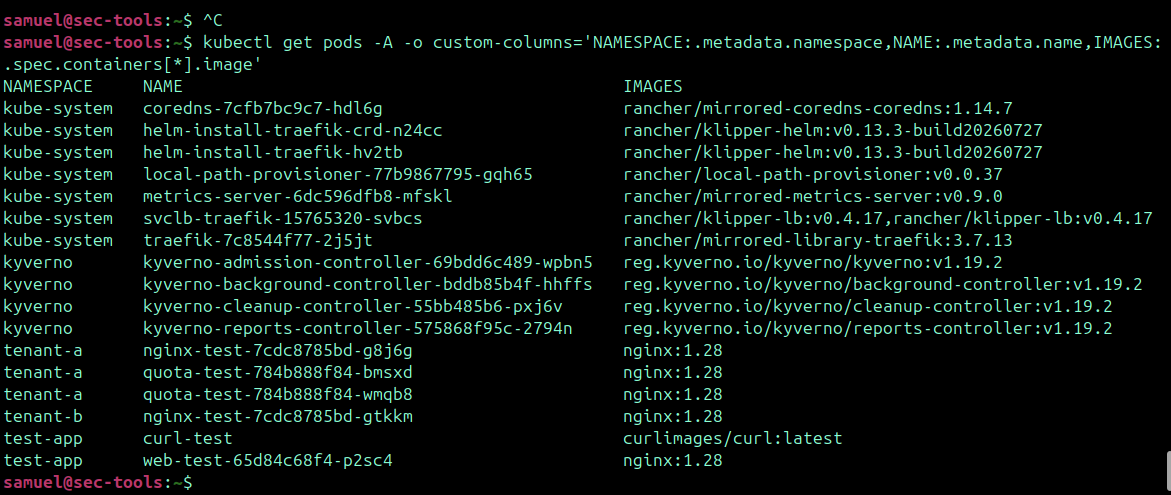 samuel@sec-tools:~$ ^C
samuel@sec-tools:~$ kubectl get pods -A -o custom-columns='NAMESPACE:.metadata.namespace,NAME:.metadata.name,IMAGES:
.spec.containers[*].image'
NAMESPACE     NAME                                            IMAGES
kube-system   coredns-7cfb7bc9c7-hdl6g                        rancher/mirrored-coredns-coredns:1.14.7
kube-system   helm-install-traefik-crd-n24cc                  rancher/klipper-helm:v0.13.3-build20260727
kube-system   helm-install-traefik-hv2tb                      rancher/klipper-helm:v0.13.3-build20260727
kube-system   local-path-provisioner-77b9867795-gqh65         rancher/local-path-provisioner:v0.0.37
kube-system   metrics-server-6dc596dfb8-mfskl                 rancher/mirrored-metrics-server:v0.9.0
kube-system   svclb-traefik-15765320-svbcs                    rancher/klipper-lb:v0.4.17,rancher/klipper-lb:v0.4.17
kube-system   traefik-7c8544f77-2j5jt                         rancher/mirrored-library-traefik:3.7.13
kyverno       kyverno-admission-controller-69bdd6c489-wpbn5   reg.kyverno.io/kyverno/kyverno:v1.19.2
kyverno       kyverno-background-controller-bddb85b4f-hhffs   reg.kyverno.io/kyverno/background-controller:v1.19.2
kyverno       kyverno-cleanup-controller-55bb485b6-pxj6v      reg.kyverno.io/kyverno/cleanup-controller:v1.19.2
kyverno       kyverno-reports-controller-575868f95c-2794n     reg.kyverno.io/kyverno/reports-controller:v1.19.2
tenant-a      nginx-test-7cdc8785bd-g8j6g                     nginx:1.28
tenant-a      quota-test-784b888f84-bmsxd                     nginx:1.28
tenant-a      quota-test-784b888f84-wmqb8                     nginx:1.28
tenant-b      nginx-test-7cdc8785bd-gtkkm                     nginx:1.28
test-app      curl-test                                       curlimages/curl:latest
test-app      web-test-65d84c68f4-p2sc4                       nginx:1.28
samuel@sec-tools:~$